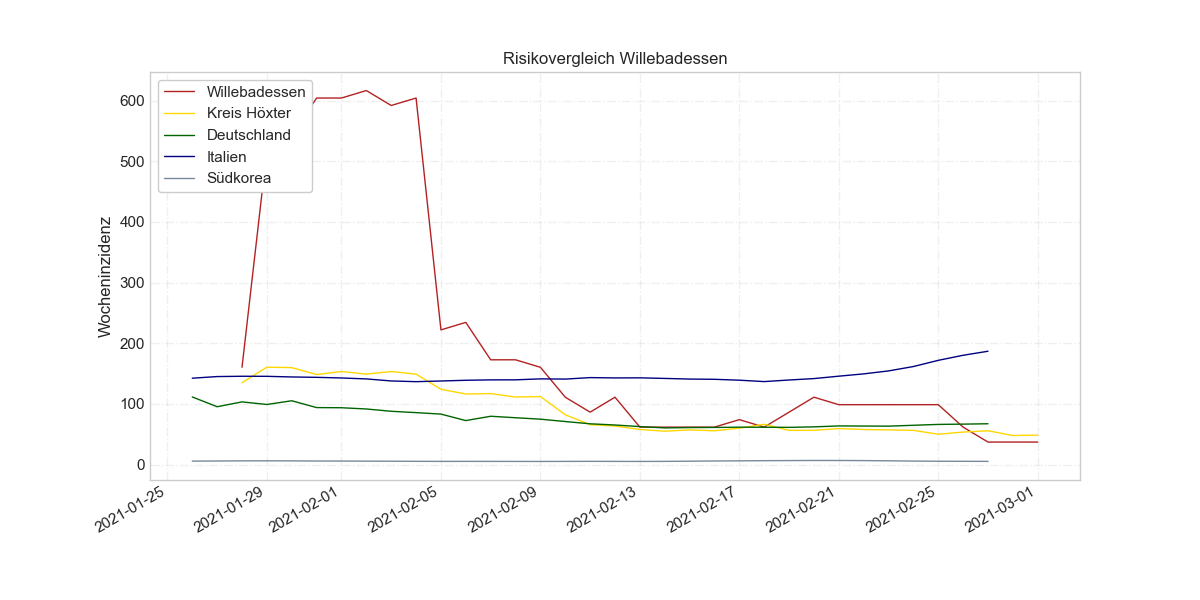 Risikovergleich Willebadessen
Willebadessen
Kreis Höxter
Deutschland
Italien
Südkorea
Wocheninzidenz
600
500
400
300
200
100
0
2021-01-25
2021-01-29
2021-02-01
2021-02-05
2021-02-09
2021-02-13
2021-02-17
2021-02-21
2021-02-25
2021-03-01